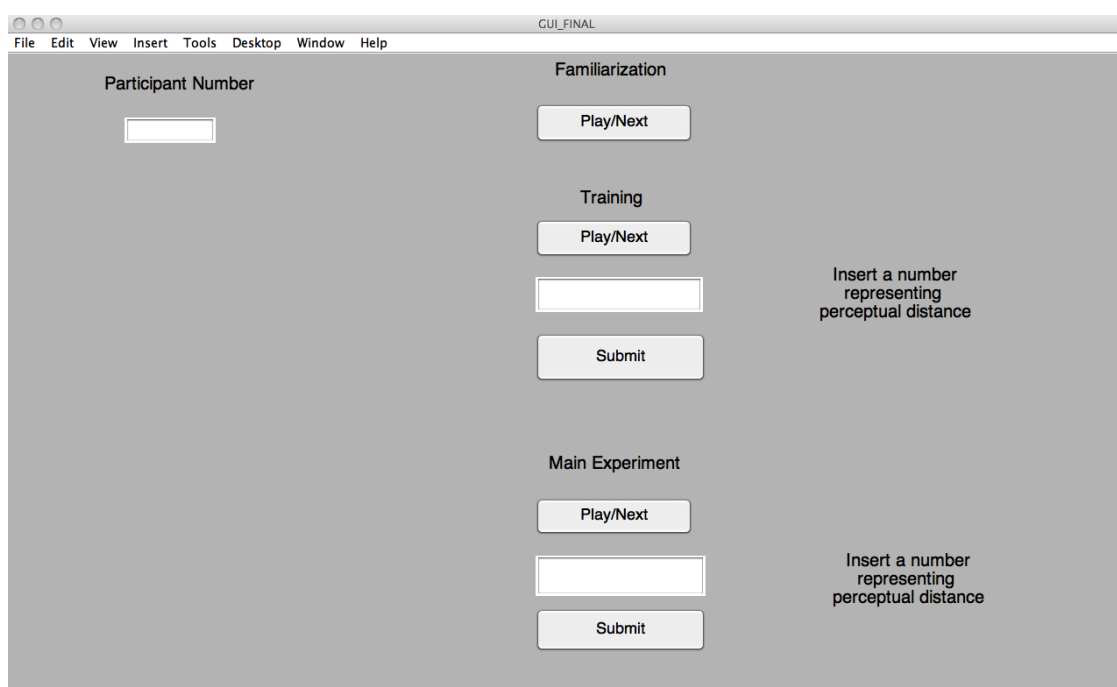 GUI_FINAL
File Edit View Insert Tools Desktop Window Help
Participant Number
Familiarization
Play/Next
Training
Play/Next
Insert a number
representing
perceptual distance
Submit
Main Experiment
Play/Next
Insert a number
representing
perceptual distance
Submit